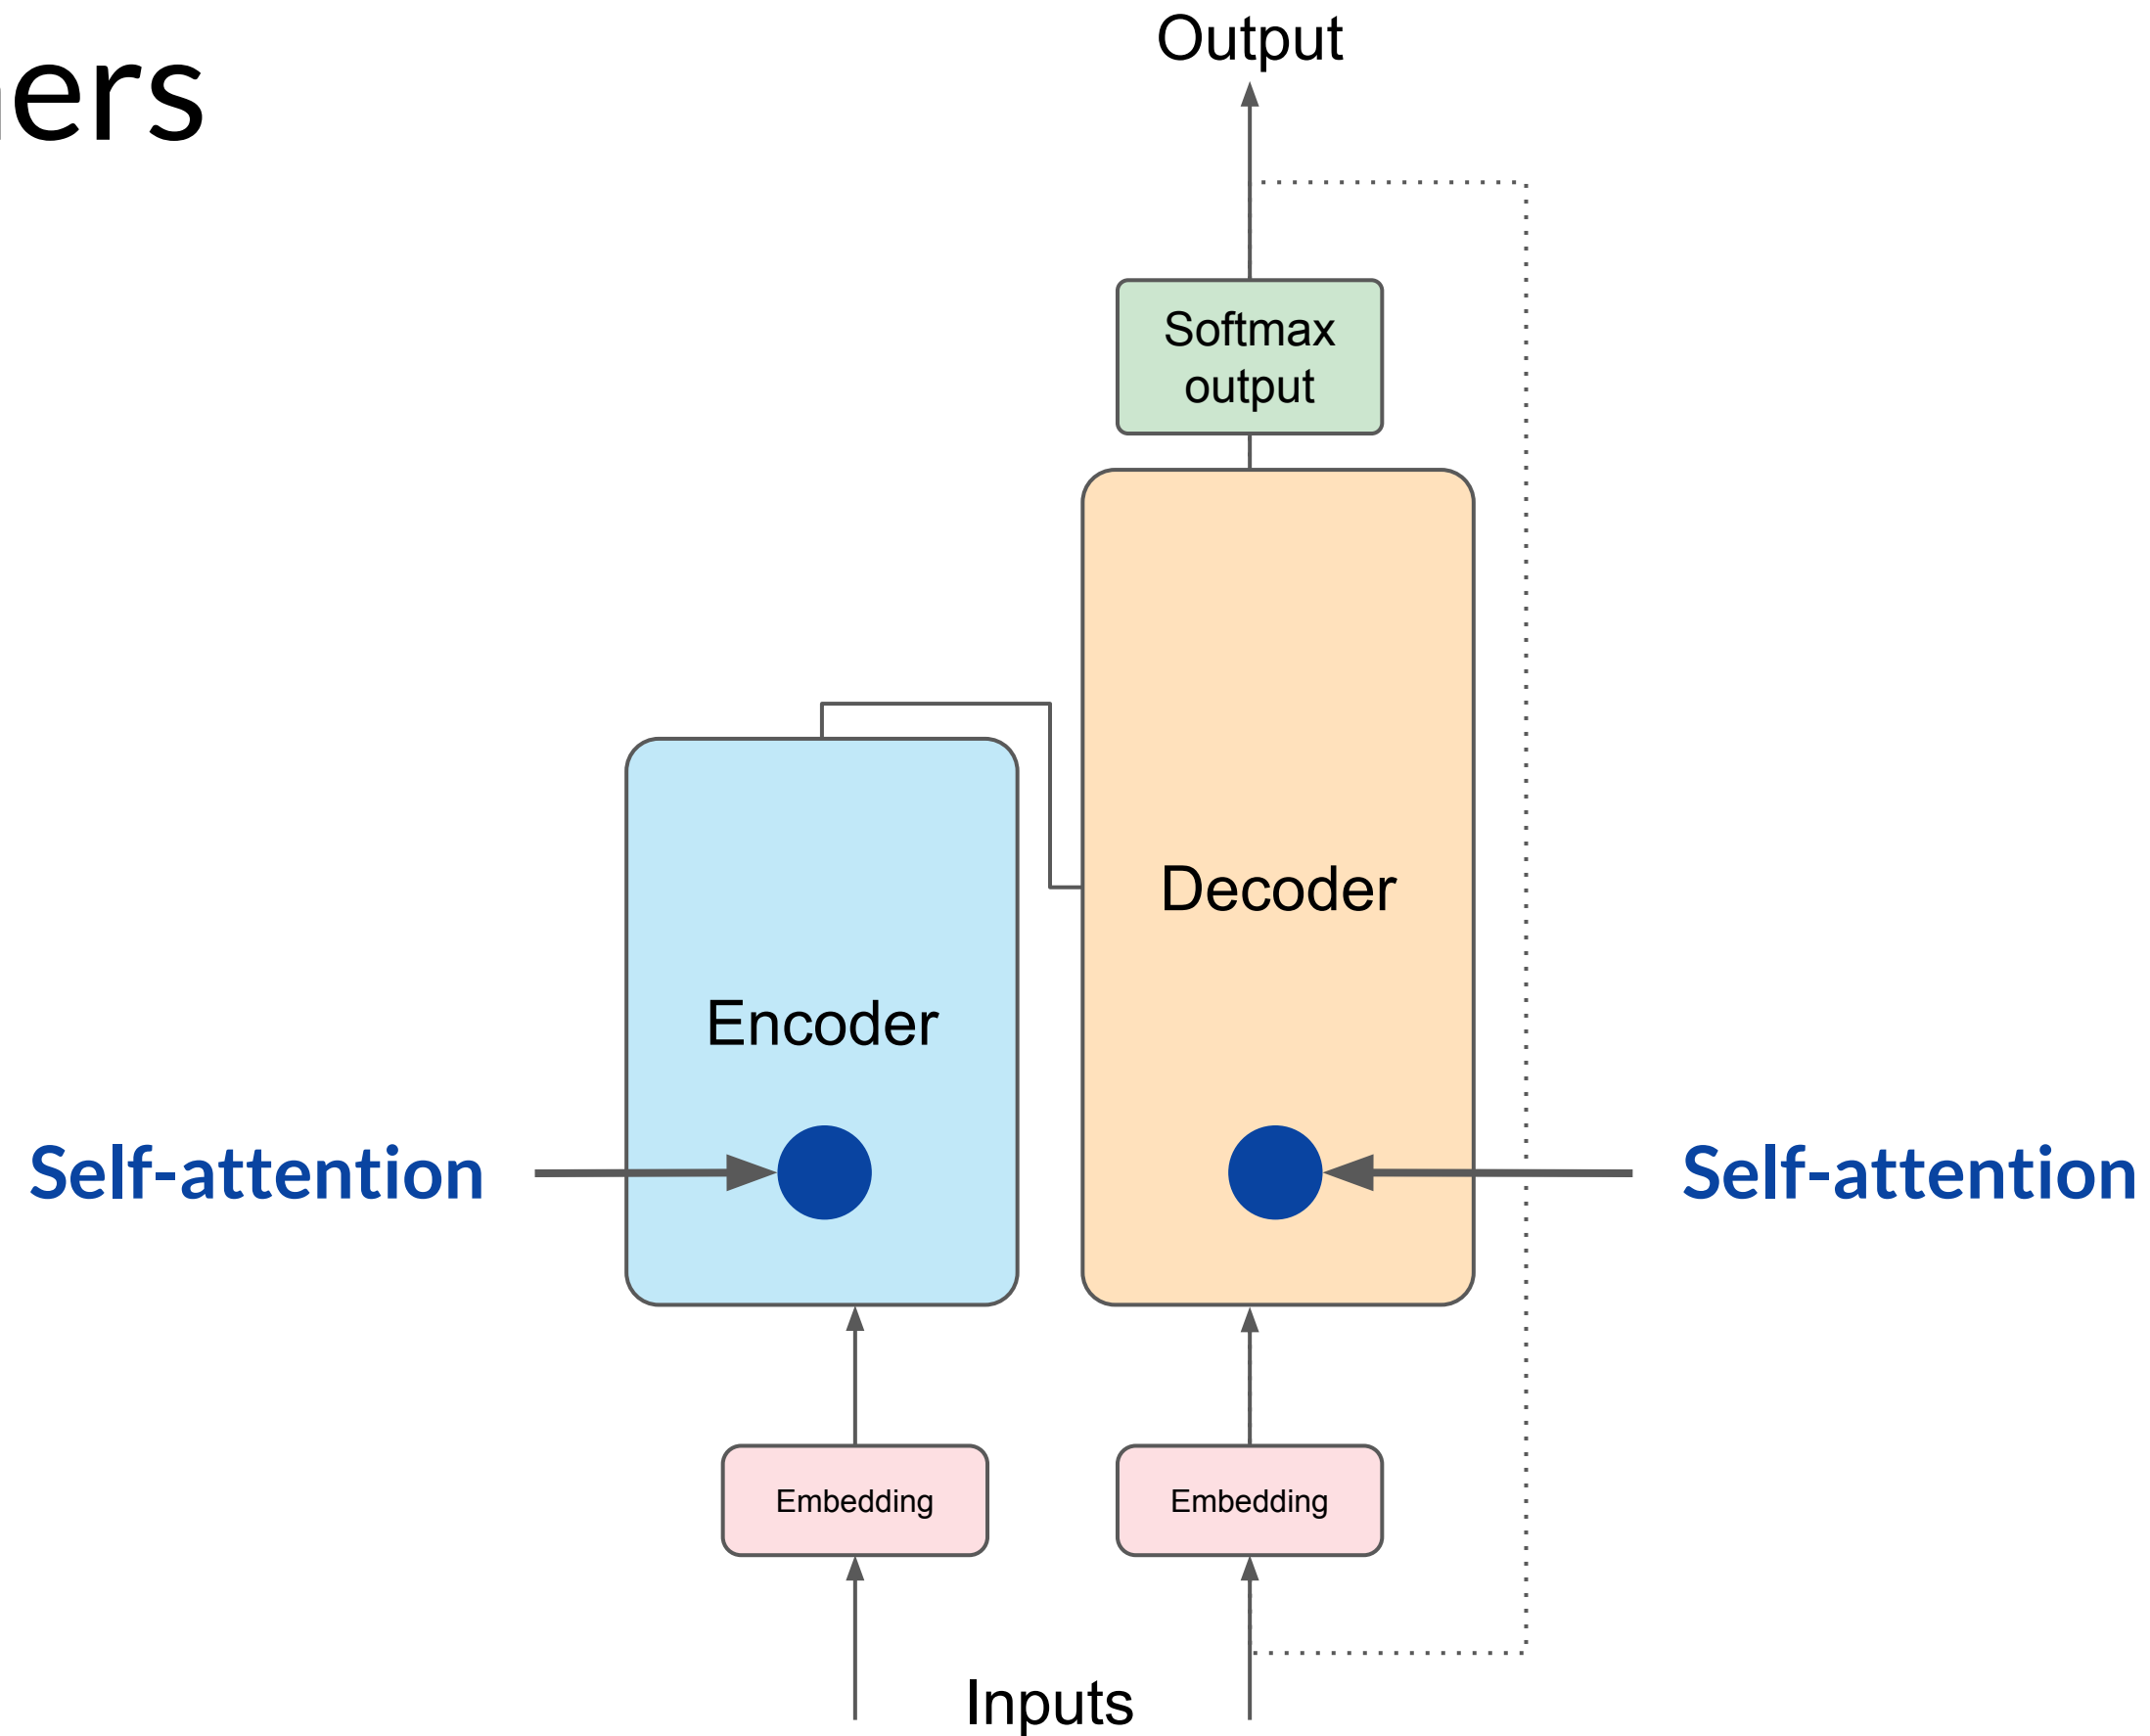 ers
Output
Softmax
output
Decoder
Encoder
Self-attention
Self-attention
Embedding
Embedding
Inputs